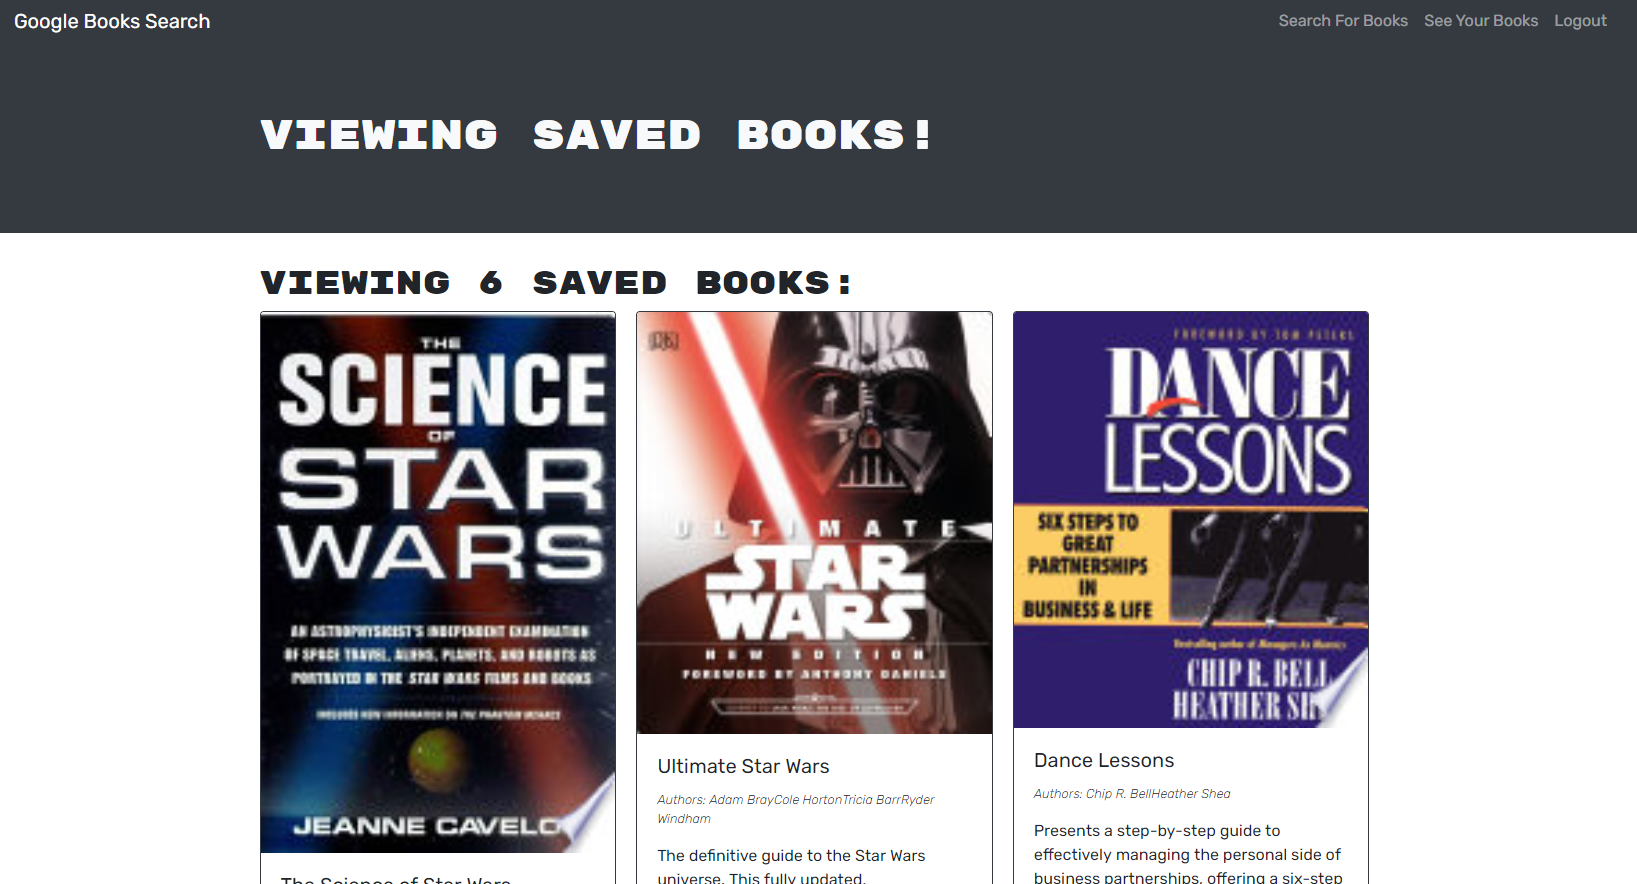 Google Books Search
Search For Books See Your Books Logout
VIEWING SAVED BOOKS!
VIEWING 6 SAVED BOOKS:
THE
SCIENCE
OF
STAR
WARS
AN ASTROPHYSICIST'S INDEPENDENT EXAMINATION
OF SPACE TRAVEL, ALIENS, PLANETS, AND ROBOTS AS
PORTRAYED IN THE STAR WARS FILMS AND BOOKS
INCLUDES NEW INFORMATION ON THE PHANTOM MENACE
JEANNE CAVELO
The Science of Star Wars
DK
ULTIMATE
STAR
WARS
NEW EDITION
FOREWORD BY ANTHONY DANIELS
Ultimate Star Wars
Authors: Adam BrayCole HortonTricia BarrRyder
Windham
The definitive guide to the Star Wars
universe. This fully updated,
FOREWORD BY TOM PETERS
DANCE
LESSONS
SIX STEPS TO
GREAT
PARTNERSHIPS
IN
BUSINESS & LIFE
Bestselling author of Managers As Mentors
CHIP R. BELL
HEATHER SH
Dance Lessons
Authors: Chip R. BellHeather Shea
Presents a step-by-step guide to
effectively managing the personal side of
business partnerships, offering a six-step